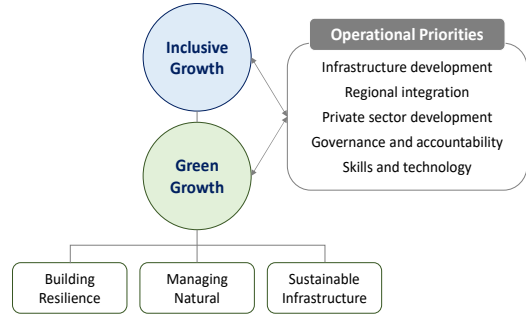 Inclusive
Growth
Operational Priorities
Infrastructure development
Regional integration
Private sector development
Governance and accountability
Skills and technology
Green
Growth
Building
Resilience
Managing
Natural
Sustainable
Infrastructure